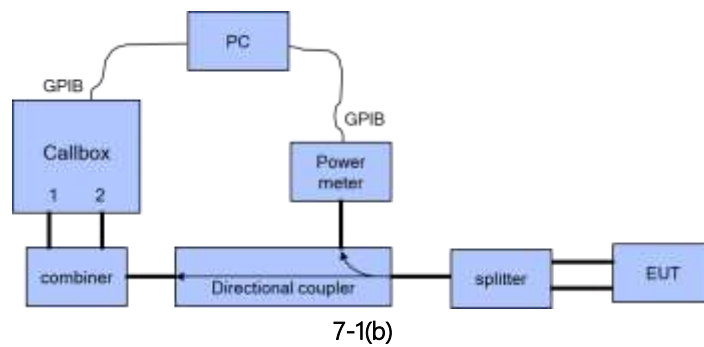 PC
GPIB
GPIB
Callbox
1 2
Power
meter
combiner
Directional coupler
splitter
EUT
7-1(b)